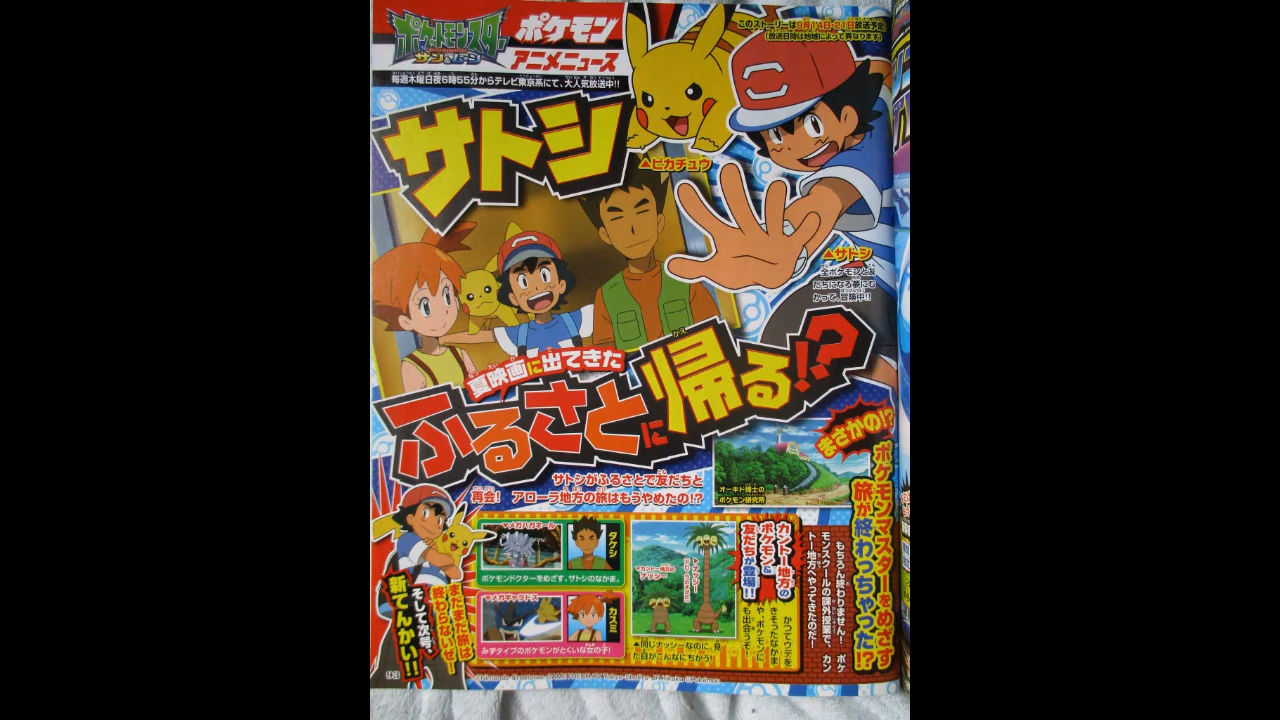 ポケットモンスター
サン&ムーン
ポケモン
アニメニュース
毎週木曜日夜6時55分からテレビ東京系にて、大人気放送中!!
このストーリーは9月14日・21日放送予定
(放送日時は地域によって異なります)
サトシ
▲ピカチュウ
▲サトシ
全ポケモンと友
だちになる夢にむ
かって、冒険中!!
夏映画に出てきた
ふるさとに帰る!?
サトシがふるさとで友だちと
再会! アローラ地方の旅はもうやめたの!?
オーキド博士の
ポケモン研究所
まさかの!?
ポケモンマスターをめざす
旅が終わっちゃった!?
もちろん終わりません! ポケ
モンスクールの課外授業で、カン
トー地方へやってきたのだ!
カントー地方の
ポケモン&
友だちが登場!!
かつてウデを
きそったなかま
や、ポケモンに
も出会うぞ!
▼カントー地方の
ナッシー
▲同じナッシーなのに、見
た目がこんなにちがう!
▼メガハガネール
タケシ
ポケモンドクターをめざす、サトシのなかま。
▼メガギャラドス
カスミ
みずタイプのポケモンがとくいな女の子!
まだまだ旅は
終わらないぜ!
そして次号、
新てんかい!!